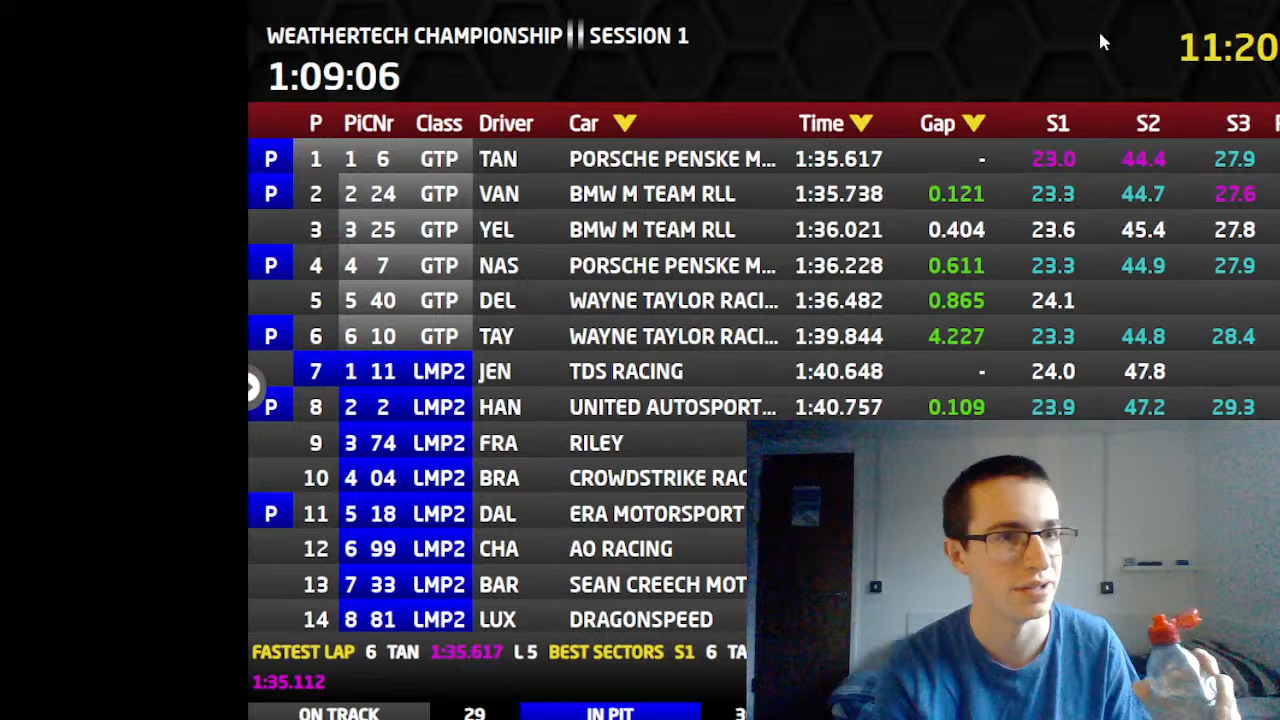 WEATHERTECH CHAMPIONSHIP || SESSION 1
11:20
1:09:06
P PiC Nr Class Driver Car Time Gap S1 S2 S3
P 1 1 6 GTP TAN PORSCHE PENSKE M... 1:35.617 - 23.0 44.4 27.9
P 2 2 24 GTP VAN BMW M TEAM RLL 1:35.738 0.121 23.3 44.7 27.6
3 3 25 GTP YEL BMW M TEAM RLL 1:36.021 0.404 23.6 45.4 27.8
P 4 4 7 GTP NAS PORSCHE PENSKE M... 1:36.228 0.611 23.3 44.9 27.9
5 5 40 GTP DEL WAYNE TAYLOR RACI... 1:36.482 0.865 24.1
P 6 6 10 GTP TAY WAYNE TAYLOR RACI... 1:39.844 4.227 23.3 44.8 28.4
7 1 11 LMP2 JEN TDS RACING 1:40.648 - 24.0 47.8
P 8 2 2 LMP2 HAN UNITED AUTOSPORT... 1:40.757 0.109 23.9 47.2 29.3
9 3 74 LMP2 FRA RILEY
10 4 04 LMP2 BRA CROWDSTRIKE RAC
P 11 5 18 LMP2 DAL ERA MOTORSPORT
12 6 99 LMP2 CHA AO RACING
13 7 33 LMP2 BAR SEAN CREECH MOT
14 8 81 LMP2 LUX DRAGONSPEED
FASTEST LAP 6 TAN 1:35.617 L 5 BEST SECTORS S1 6 TA
1:35.112
ON TRACK 29 IN PIT